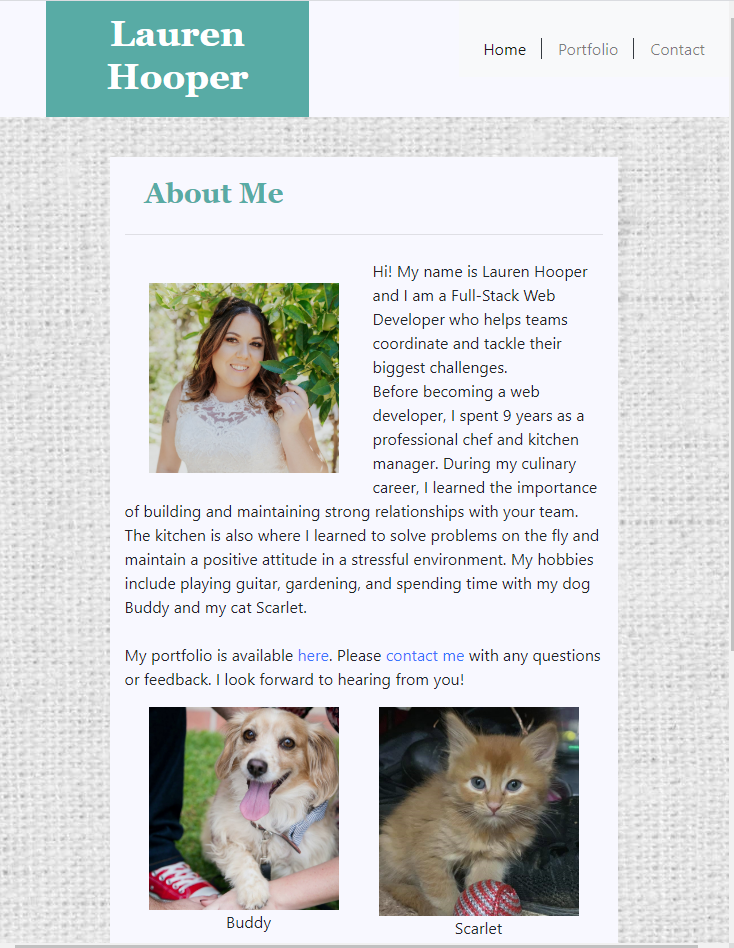 Lauren
Hooper
Home
Portfolio
Contact
About Me
Hi! My name is Lauren Hooper
and I am a Full-Stack Web
Developer who helps teams
coordinate and tackle their
biggest challenges.
Before becoming a web
developer, I spent 9 years as a
professional chef and kitchen
manager. During my culinary
career, I learned the importance
of building and maintaining strong relationships with your team.
The kitchen is also where I learned to solve problems on the fly and
maintain a positive attitude in a stressful environment. My hobbies
include playing guitar, gardening, and spending time with my dog
Buddy and my cat Scarlet.
My portfolio is available here. Please contact me with any questions
or feedback. I look forward to hearing from you!
Buddy
Scarlet